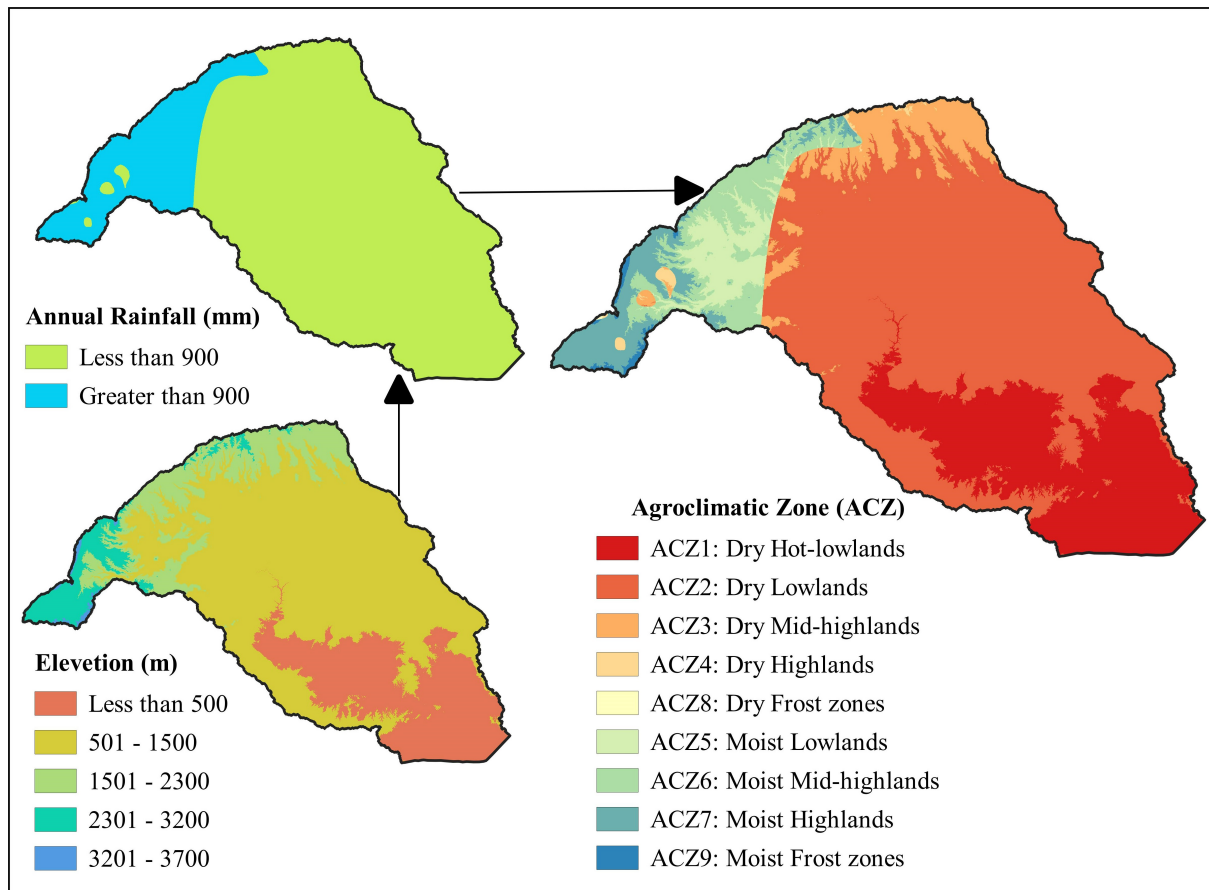 Annual Rainfall (mm)
Less than 900
Greater than 900
Elevetion (m)
Less than 500
501 - 1500
1501 - 2300
2301 - 3200
3201 - 3700
Agroclimatic Zone (ACZ)
ACZ1: Dry Hot-lowlands
ACZ2: Dry Lowlands
ACZ3: Dry Mid-highlands
ACZ4: Dry Highlands
ACZ8: Dry Frost zones
ACZ5: Moist Lowlands
ACZ6: Moist Mid-highlands
ACZ7: Moist Highlands
ACZ9: Moist Frost zones